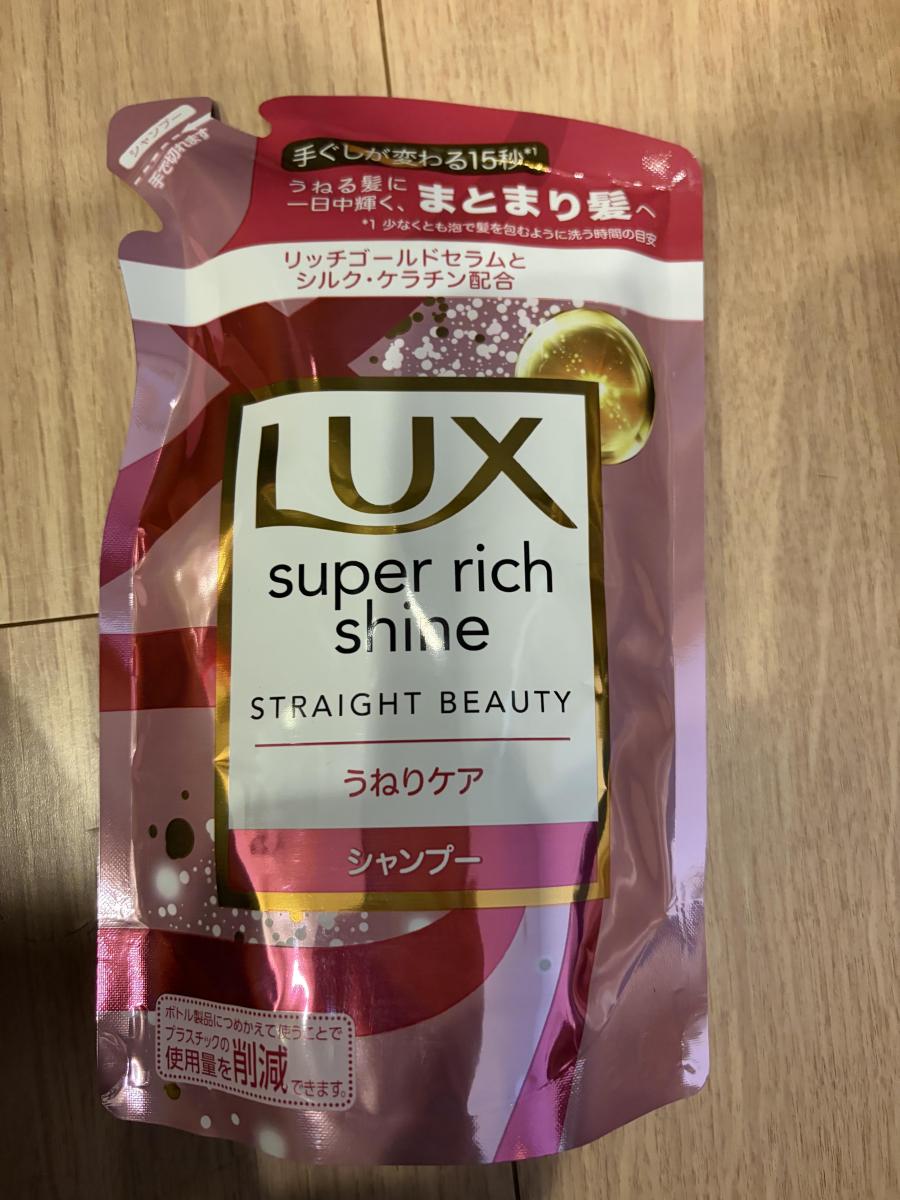 シャンプー
手で切れます
手ぐしが変わる15秒*1
うねる髪に
一日中輝く、まとまり髪へ
*1 少なくとも泡で髪を包むように洗う時間の目安
リッチゴールドセラムと
シルク・ケラチン配合
LUX
super rich
shine
STRAIGHT BEAUTY
うねりケア
シャンプー
ボトル製品につめかえて使うことで
プラスチックの
使用量を削減できます。